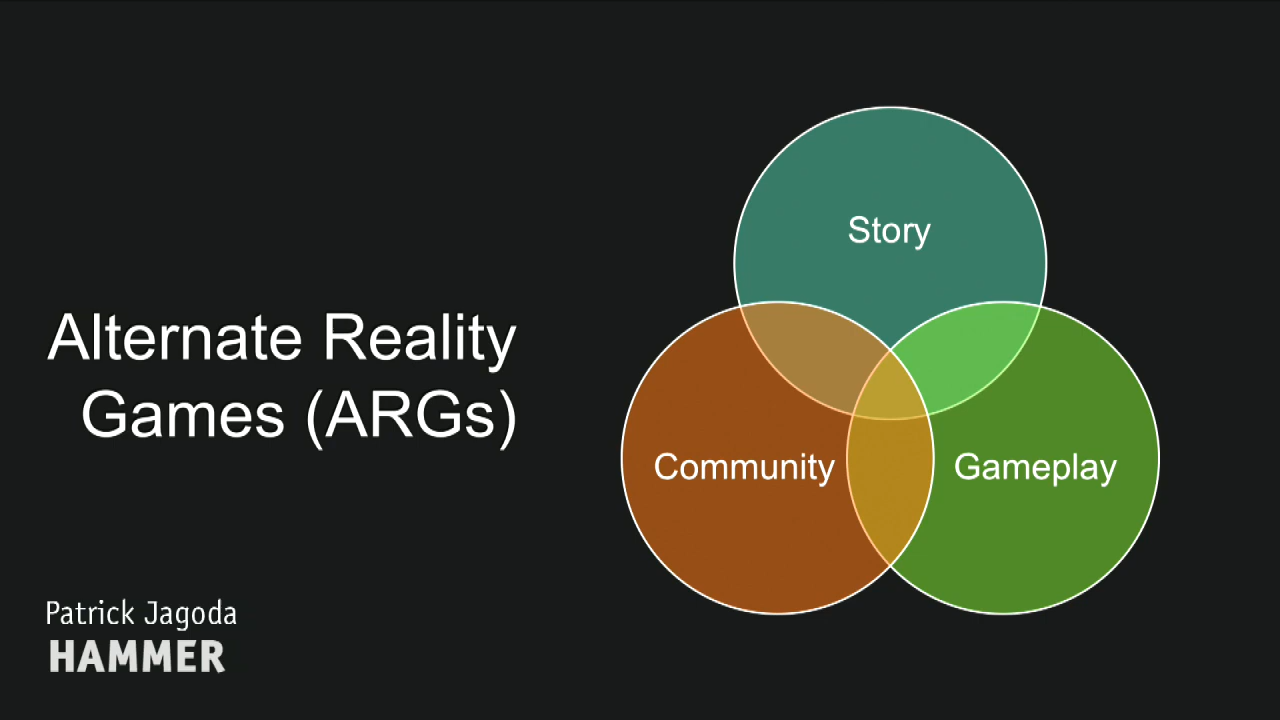 Alternate Reality
Games (ARGs)
Story
Community
Gameplay
Patrick Jagoda
HAMMER